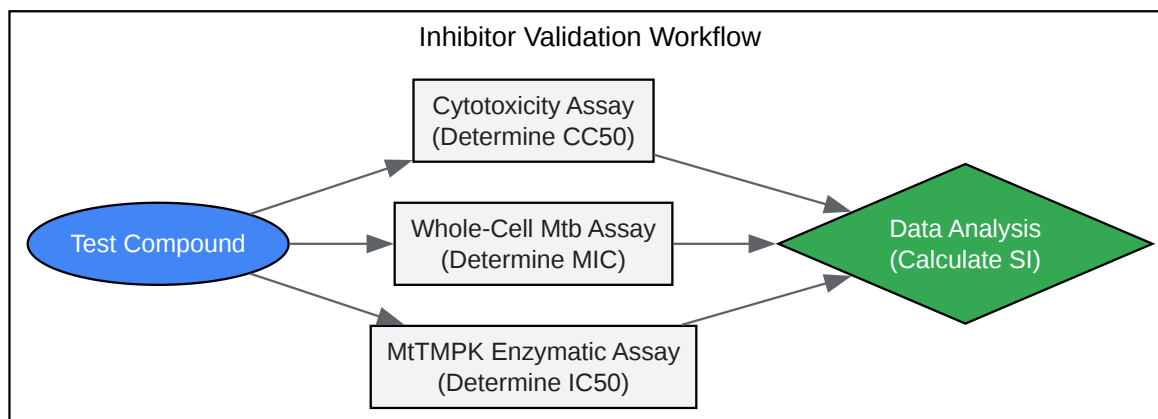 Inhibitor Validation Workflow
Cytotoxicity Assay
(Determine CC50)
Test Compound
Whole-Cell Mtb Assay
(Determine MIC)
MtTMPK Enzymatic Assay
(Determine IC50)
Data Analysis
(Calculate SI)